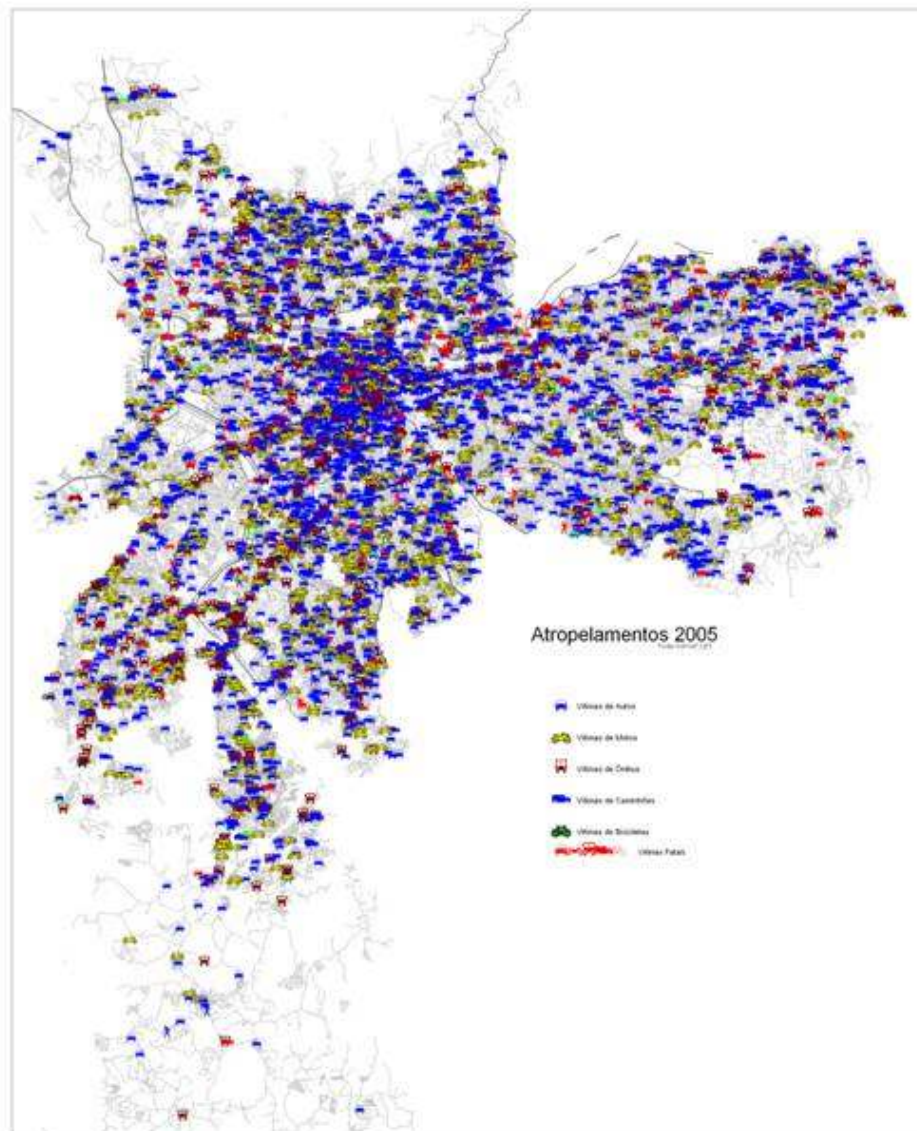 Atropelamentos 2005
Vítimas de Autos
Vítimas de Motos
Vítimas de Ônibus
Vítimas de Caminhões
Vítimas de Bicicletas
Vítimas Fatais